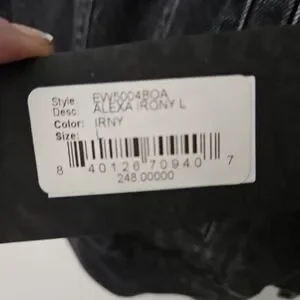 Style: EW5004BOA
Desc: ALEXA IRONY L
Color: IRNY
Size: L
8 40126 70940 7
248.00000